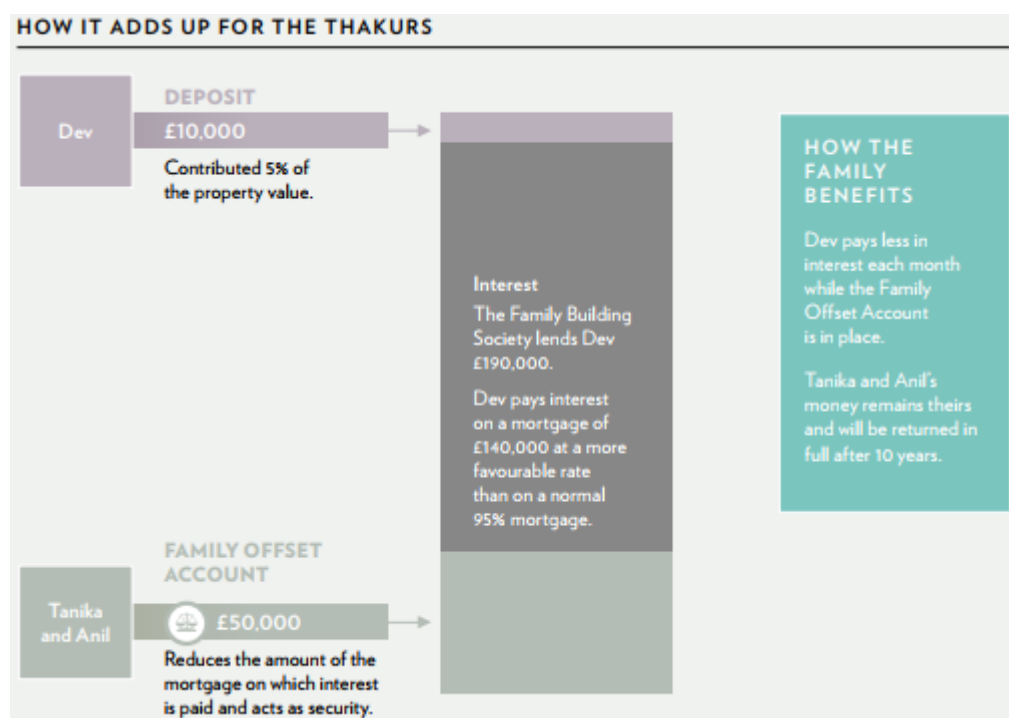 HOW IT ADDS UP FOR THE THAKURS
Dev
DEPOSIT
£10,000
Contributed 5% of
the property value.
Interest
The Family Building
Society lends Dev
£190,000.
Dev pays interest
on a mortgage of
£140,000 at a more
favourable rate
than on a normal
95% mortgage.
HOW THE
FAMILY
BENEFITS
Dev pays less in
interest each month
while the Family
Offset Account
is in place.
Tanika and Anil's
money remains theirs
and will be returned in
full after 10 years.
Tanika
and Anil
FAMILY OFFSET
ACCOUNT
£50,000
Reduces the amount of the
mortgage on which interest
is paid and acts as security.